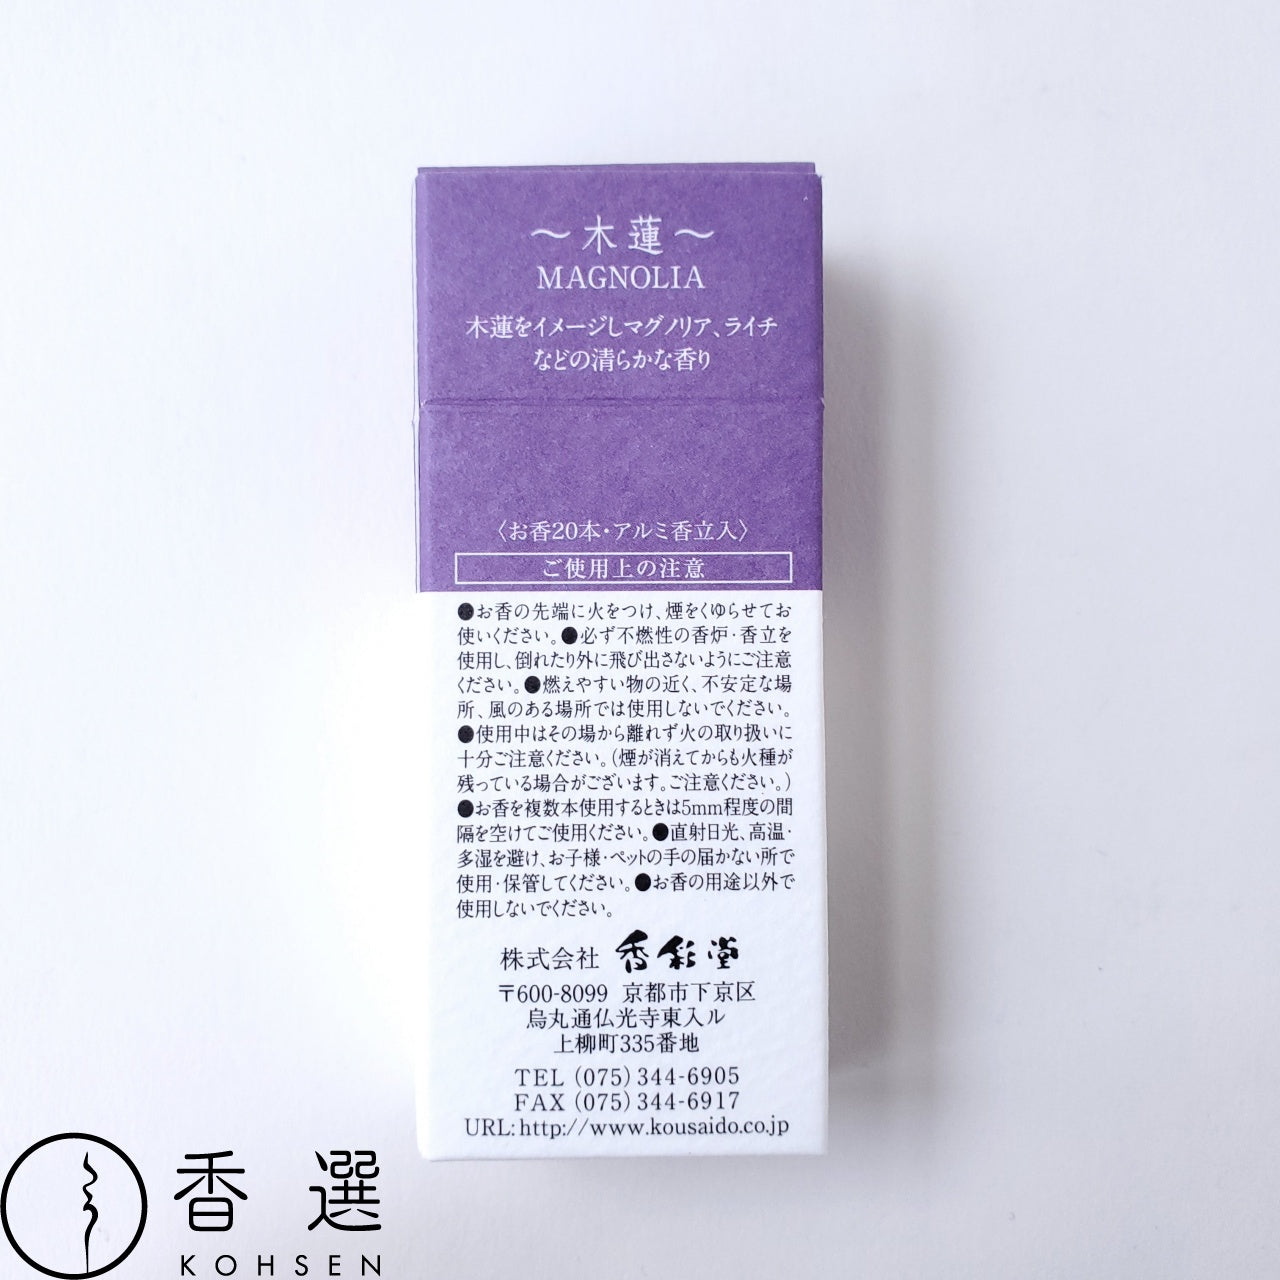 〜木蓮〜
MAGNOLIA
木蓮をイメージしマグノリア、ライチ
などの清らかな香り
〈お香20本・アルミ香立入〉
ご使用上の注意
●お香の先端に火をつけ、煙をくゆらせてお
使いください。●必ず不燃性の香炉・香立を
使用し、倒れたり外に飛び出さないようにご注意
ください。●燃えやすい物の近く、不安定な場
所、風のある場所では使用しないでください。
●使用中はその場から離れず火の取り扱いに
十分ご注意ください。(煙が消えてからも火種が
残っている場合がございます。ご注意ください。)
●お香を複数本使用するときは5mm程度の間
隔を空けてご使用ください。●直射日光、高温・
多湿を避け、お子様・ペットの手の届かない所で
使用・保管してください。●お香の用途以外で
使用しないでください。
株式会社 香彩堂
〒600-8099 京都市下京区
烏丸通仏光寺東入ル
上柳町335番地
TEL (075)344-6905
FAX (075)344-6917
URL:http://www.kousaido.co.jp
香選
KOHSEN